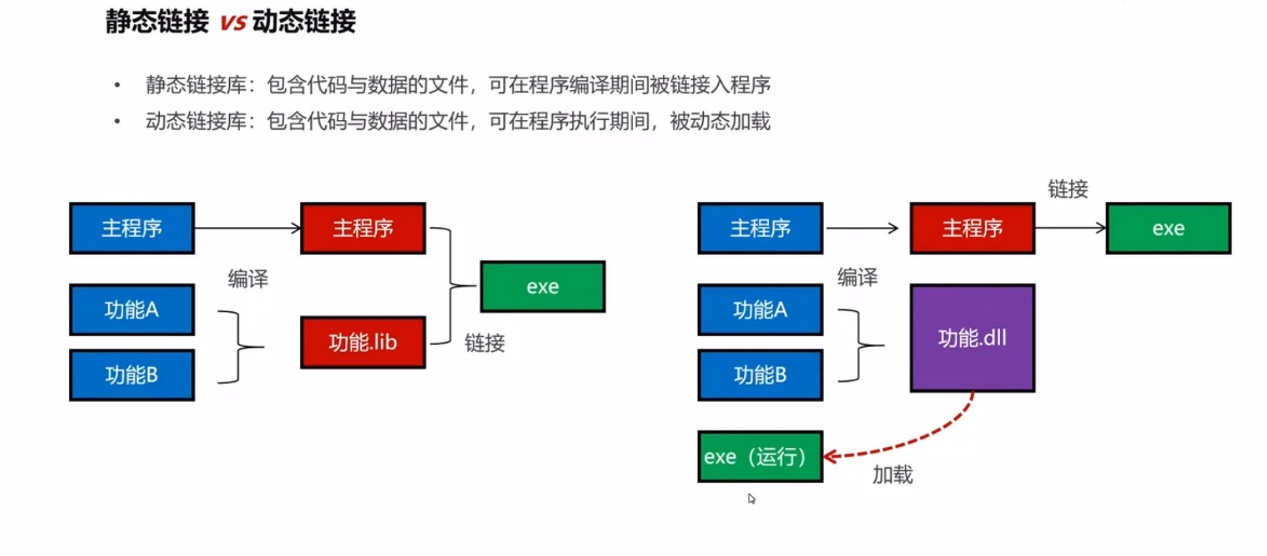 静态链接 vs 动态链接
• 静态链接库：包含代码与数据的文件，可在程序编译期间被链接入程序
• 动态链接库：包含代码与数据的文件，可在程序执行期间，被动态加载
主程序
主程序
编译
功能A
功能B
功能.lib
链接
exe
主程序
主程序
链接
exe
编译
功能A
功能B
功能.dll
exe（运行）
加载